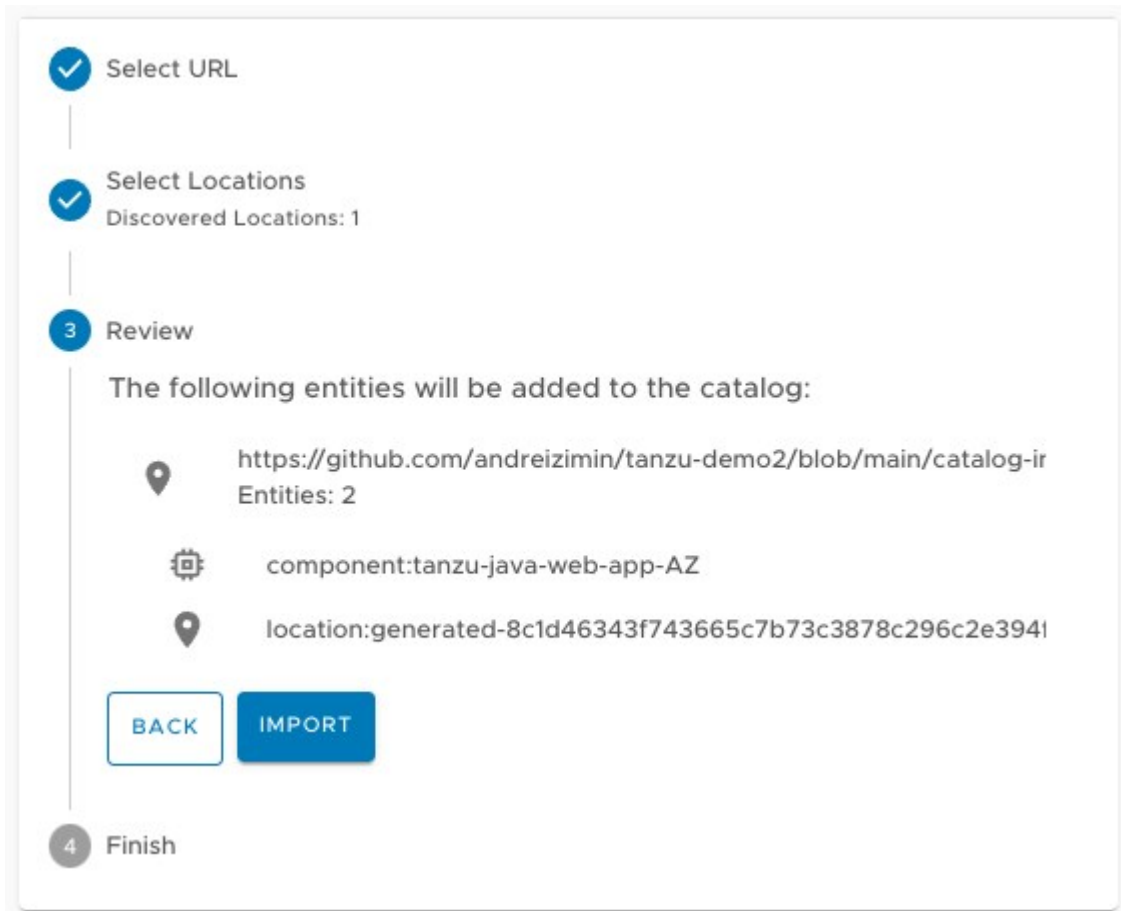 Select URL
Select Locations
Discovered Locations: 1
3
Review
The following entities will be added to the catalog:
https://github.com/andreizimin/tanzu-demo2/blob/main/catalog-ir
Entities: 2
component:tanzu-java-web-app-AZ
location:generated-8c1d46343f743665c7b73c3878c296c2e394f
BACK
IMPORT
4
Finish